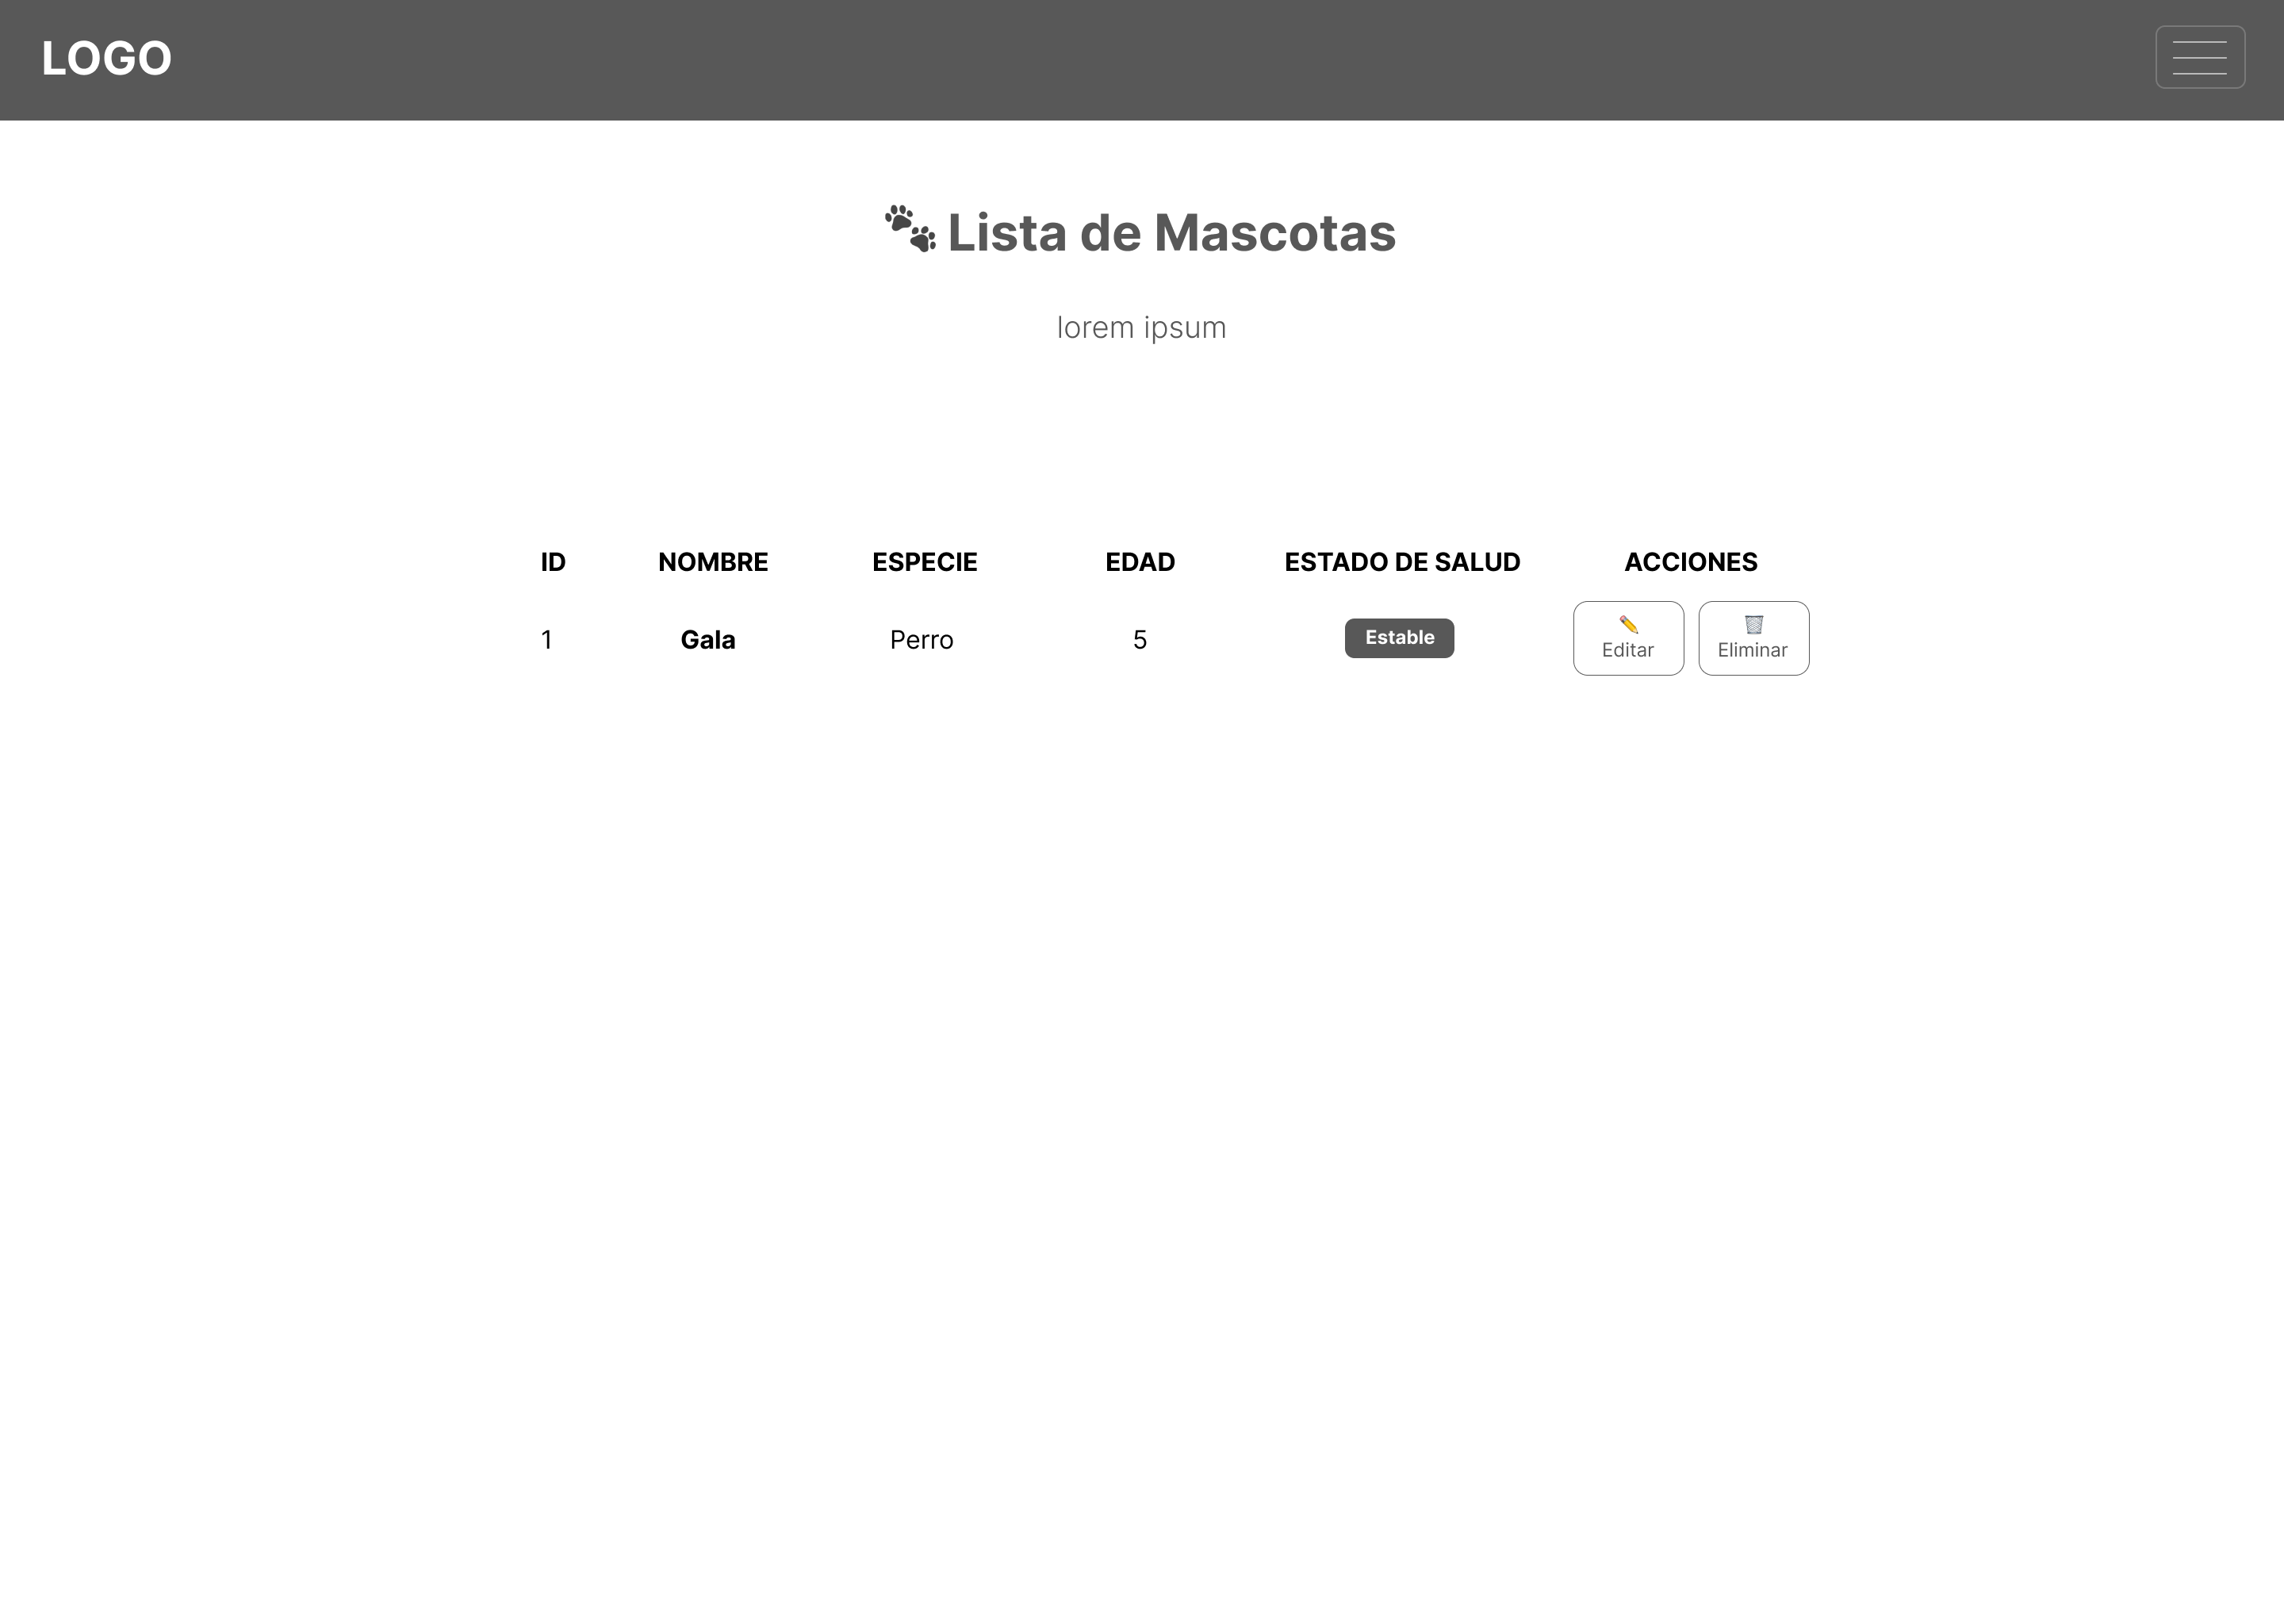 LOGO
Lista de Mascotas
lorem ipsum
ID NOMBRE ESPECIE EDAD ESTADO DE SALUD ACCIONES
1 Gala Perro 5 Estable Editar Eliminar